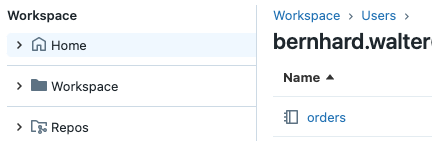 Workspace
Home
Workspace
Repos
Workspace > Users >
bernhard.walter
Name
orders